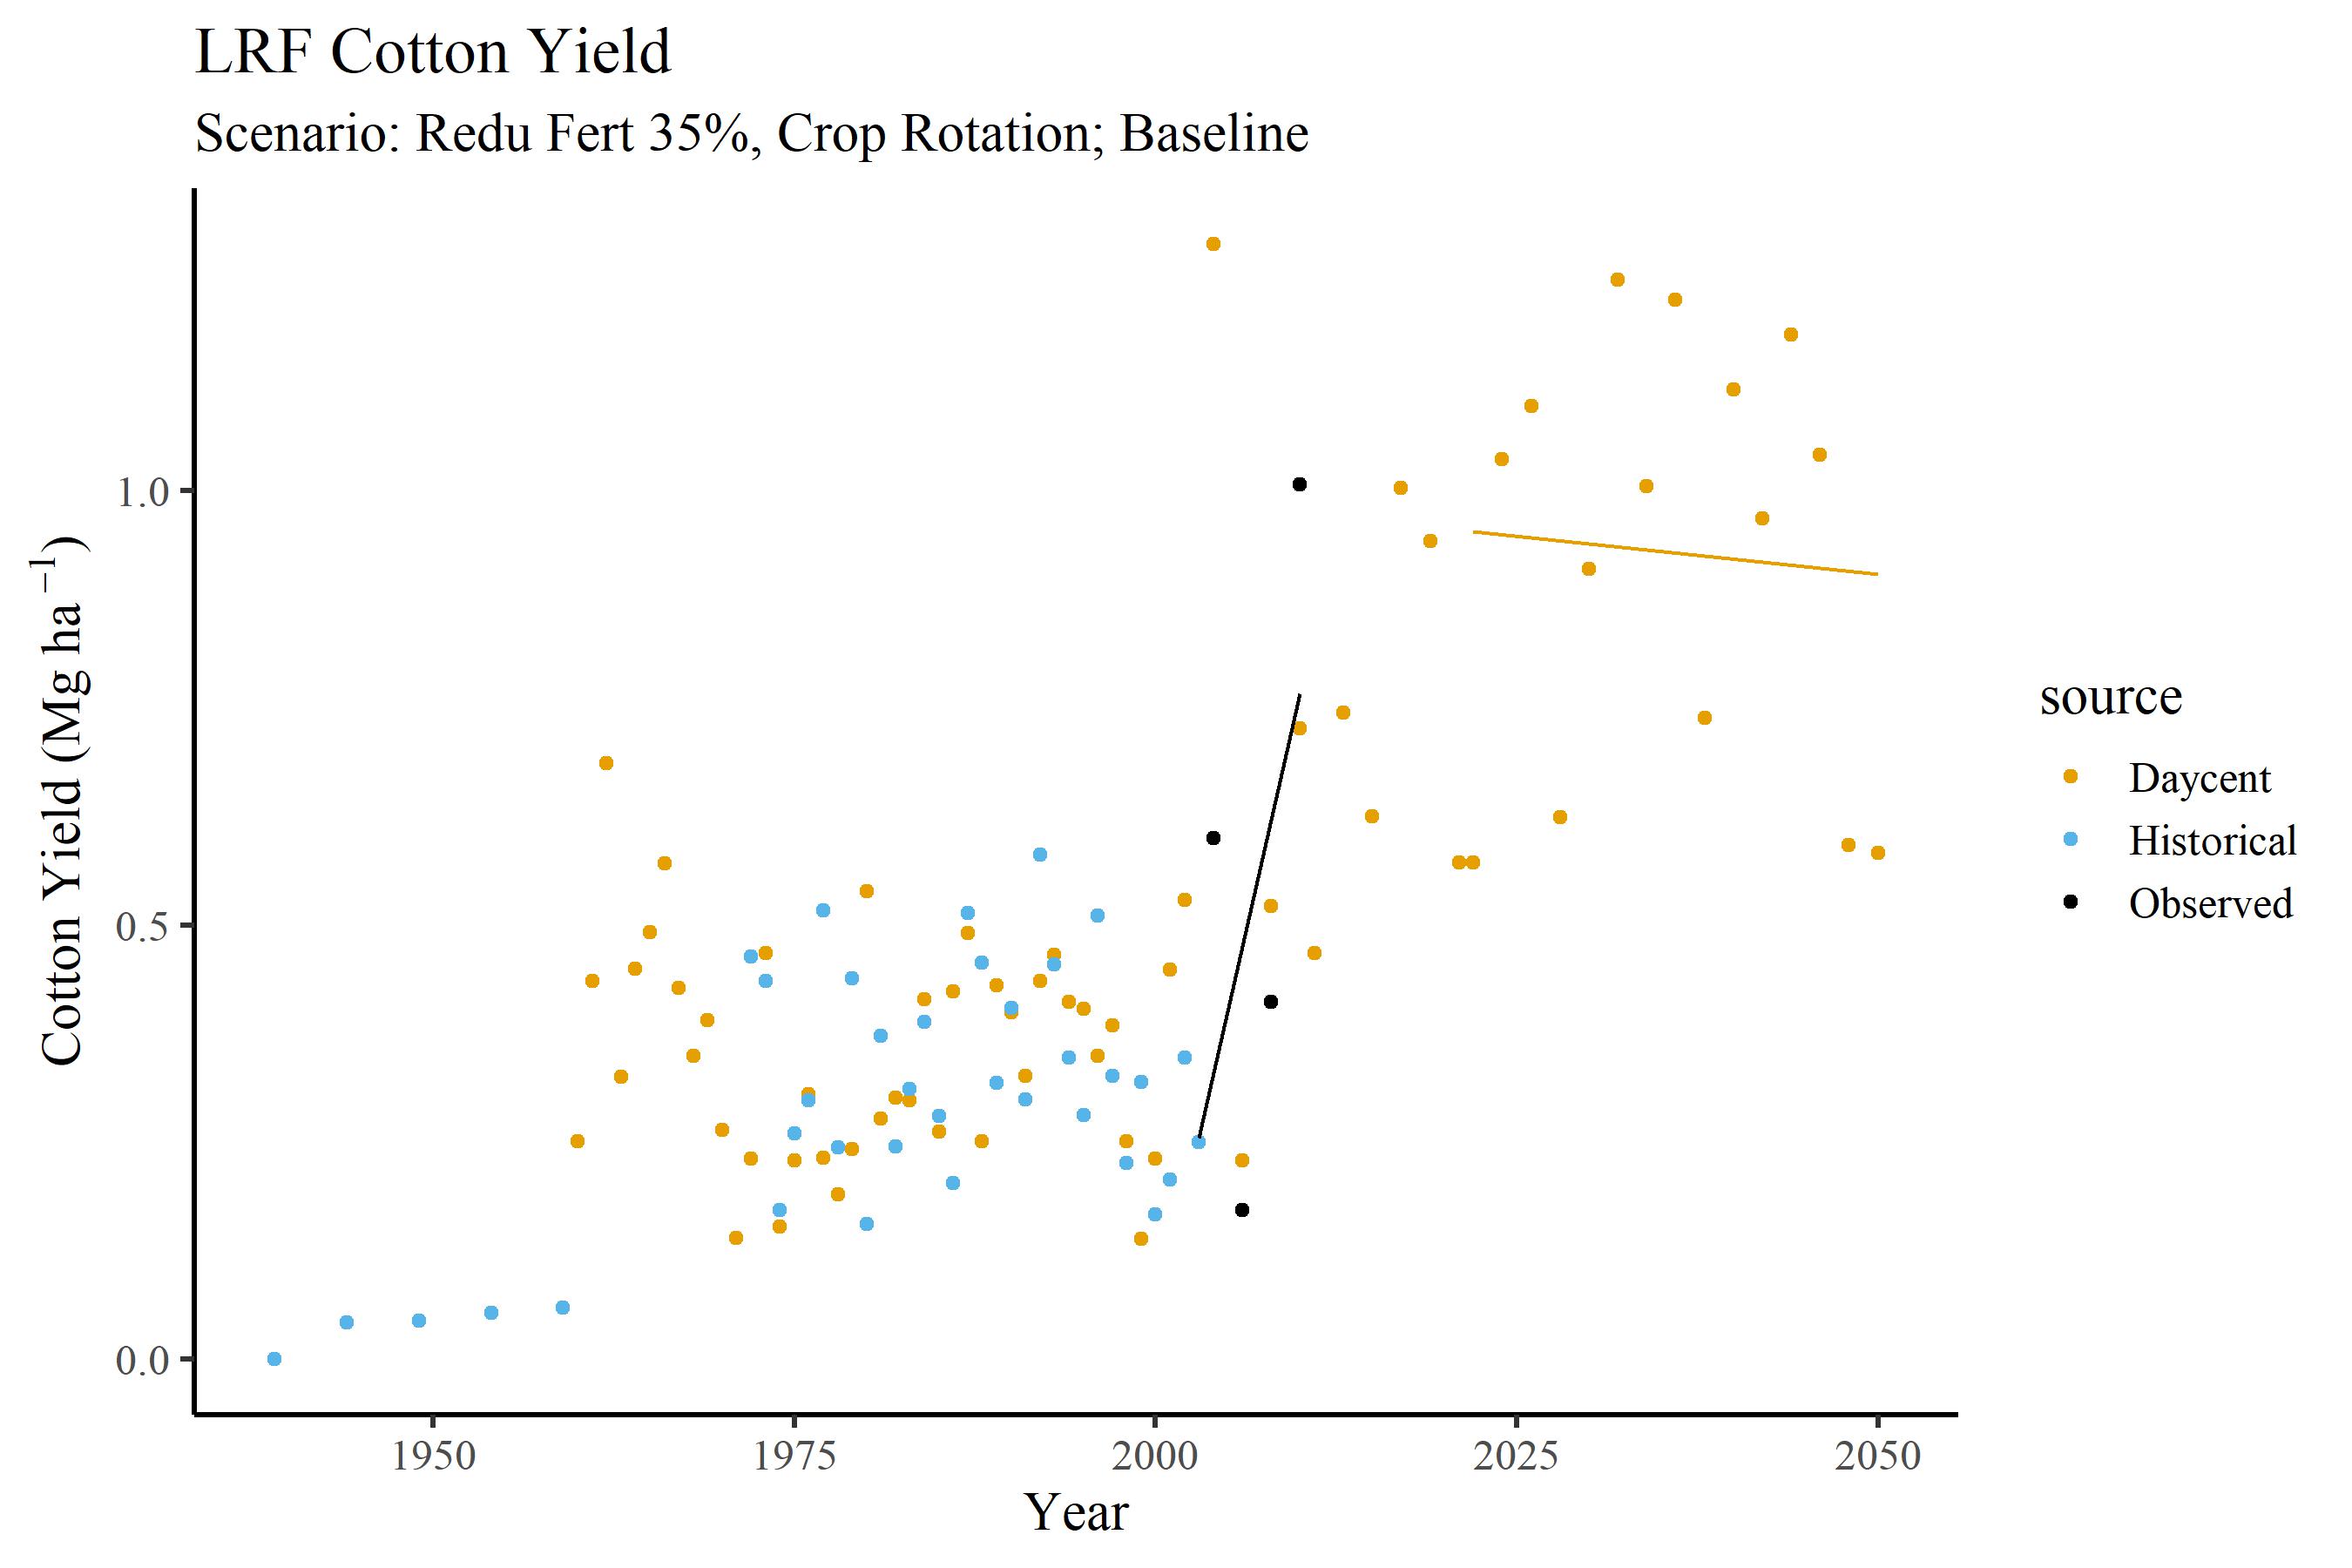 LRF Cotton Yield
Scenario: Redu Fert 35%, Crop Rotation; Baseline
Cotton Yield (Mg ha⁻¹)
1.0
0.5
0.0
1950 1975 2000 2025 2050
Year
source
Daycent
Historical
Observed